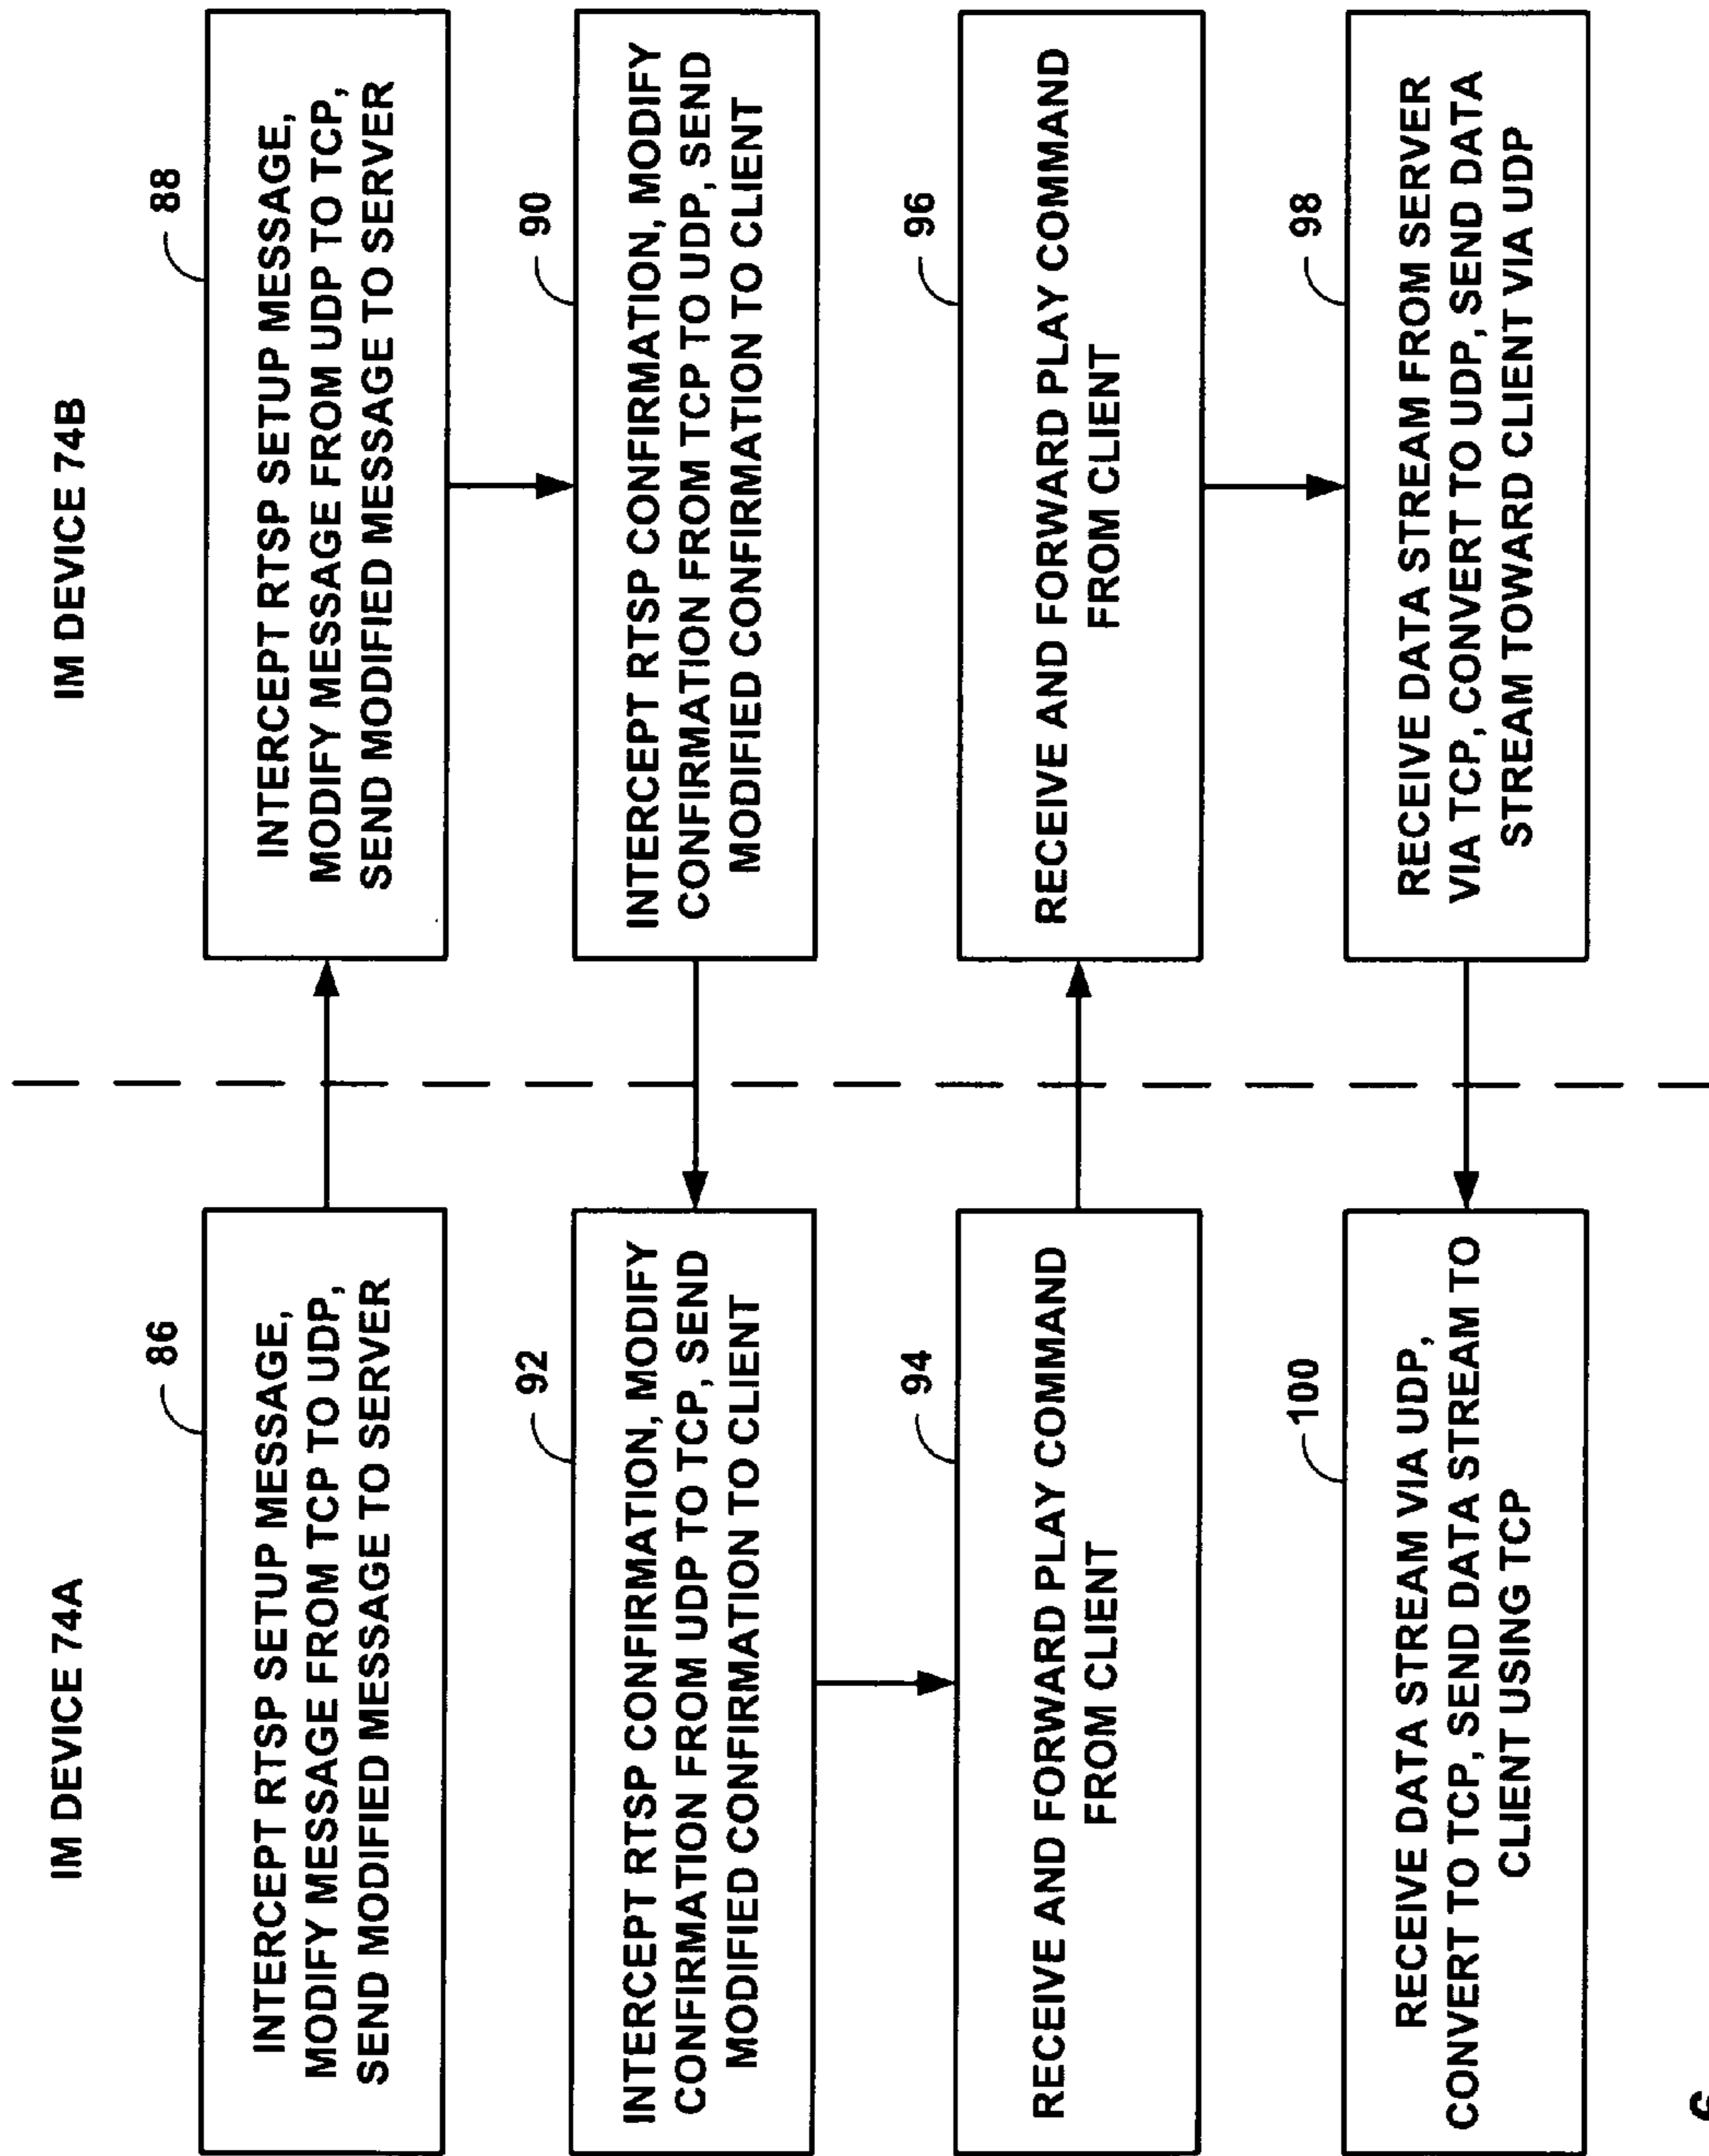 IM DEVICE 74A
IM DEVICE 74B
86
INTERCEPT RTSP SETUP MESSAGE,
MODIFY MESSAGE FROM TCP TO UDP,
SEND MODIFIED MESSAGE TO SERVER
88
INTERCEPT RTSP SETUP MESSAGE,
MODIFY MESSAGE FROM UDP TO TCP,
SEND MODIFIED MESSAGE TO SERVER
90
INTERCEPT RTSP CONFIRMATION, MODIFY
CONFIRMATION FROM TCP TO UDP, SEND
MODIFIED CONFIRMATION TO CLIENT
92
INTERCEPT RTSP CONFIRMATION, MODIFY
CONFIRMATION FROM UDP TO TCP, SEND
MODIFIED CONFIRMATION TO CLIENT
94
RECEIVE AND FORWARD PLAY COMMAND
FROM CLIENT
96
RECEIVE AND FORWARD PLAY COMMAND
FROM CLIENT
98
RECEIVE DATA STREAM FROM SERVER
VIA TCP, CONVERT TO UDP, SEND DATA
STREAM TOWARD CLIENT VIA UDP
100
RECEIVE DATA STREAM VIA UDP,
CONVERT TO TCP, SEND DATA STREAM TO
CLIENT USING TCP